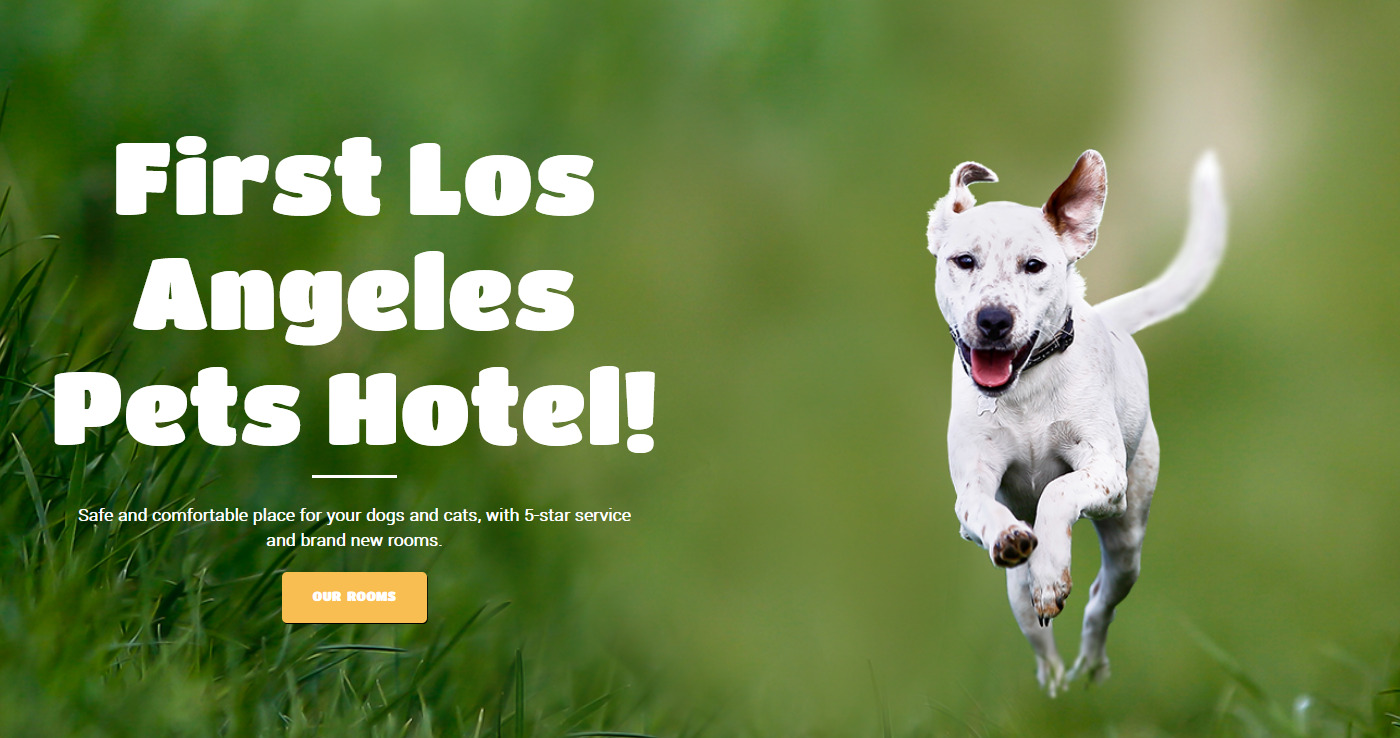 First Los
Angeles
Pets Hotel!
Safe and comfortable place for your dogs and cats, with 5-star service
and brand new rooms.
OUR ROOMS